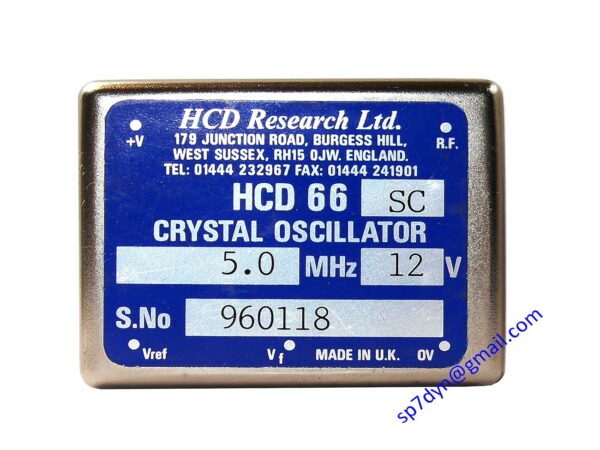 HCD Research Ltd.
+V
R.F.
179 JUNCTION ROAD, BURGESS HILL,
WEST SUSSEX, RH15 0JW. ENGLAND.
TEL: 01444 232967 FAX: 01444 241901
HCD 66 SC
CRYSTAL OSCILLATOR
5.0 MHz 12 V
S.No 960118
Vref Vf MADE IN U.K. OV
sp7dyn@gmail.com